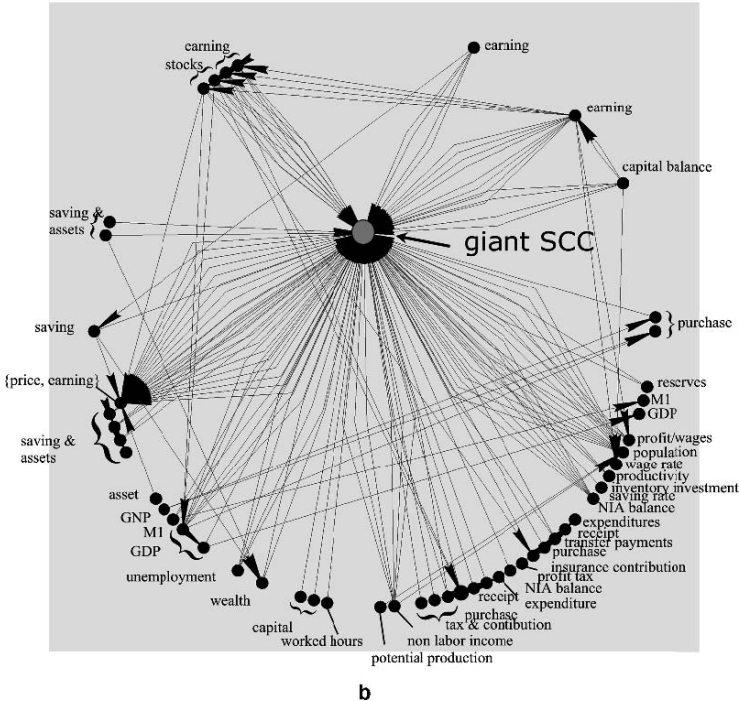 earning
stocks
earning
earning
capital balance
saving &
assets
giant SCC
saving
purchase
{price, earning}
reserves
M1
GDP
saving &
assets
profit/wages
population
wage rate
productivity
inventory investment
saving rate
NIA balance
asset
GNP
M1
GDP
expenditures
receipt
transfer payments
purchase
insurance contribution
profit tax
NIA balance
expenditure
receipt
purchase
tax & contibution
unemployment
wealth
capital
worked hours
non labor income
potential production
b